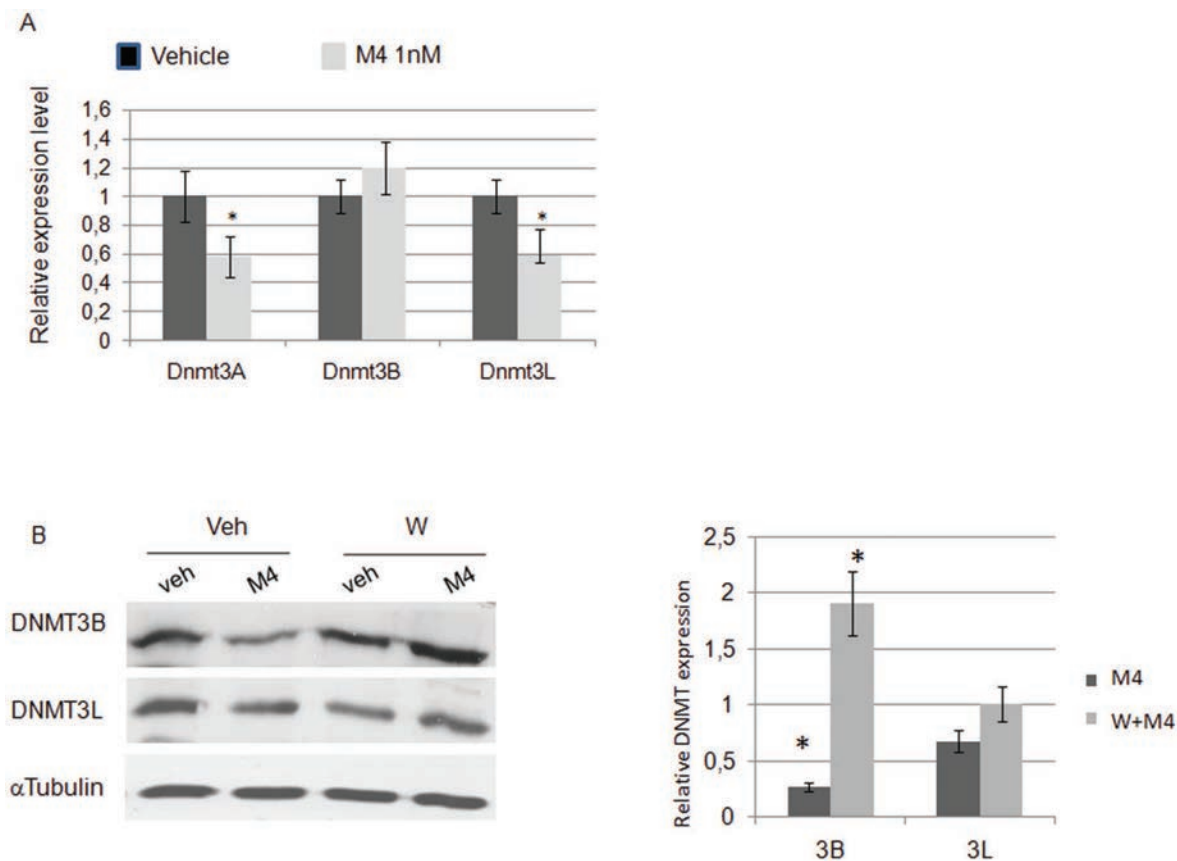 A
Vehicle M4 1nM
Relative expression level
1,6
1,4
1,2
1
0,8
0,6
0,4
0,2
0
* *
Dnmt3A Dnmt3B Dnmt3L
B
Veh W
veh M4 veh M4
DNMT3B
DNMT3L
αTubulin
Relative DNMT expression
2,5
2
1,5
1
0,5
0
*
*
3B 3L
M4
W+M4